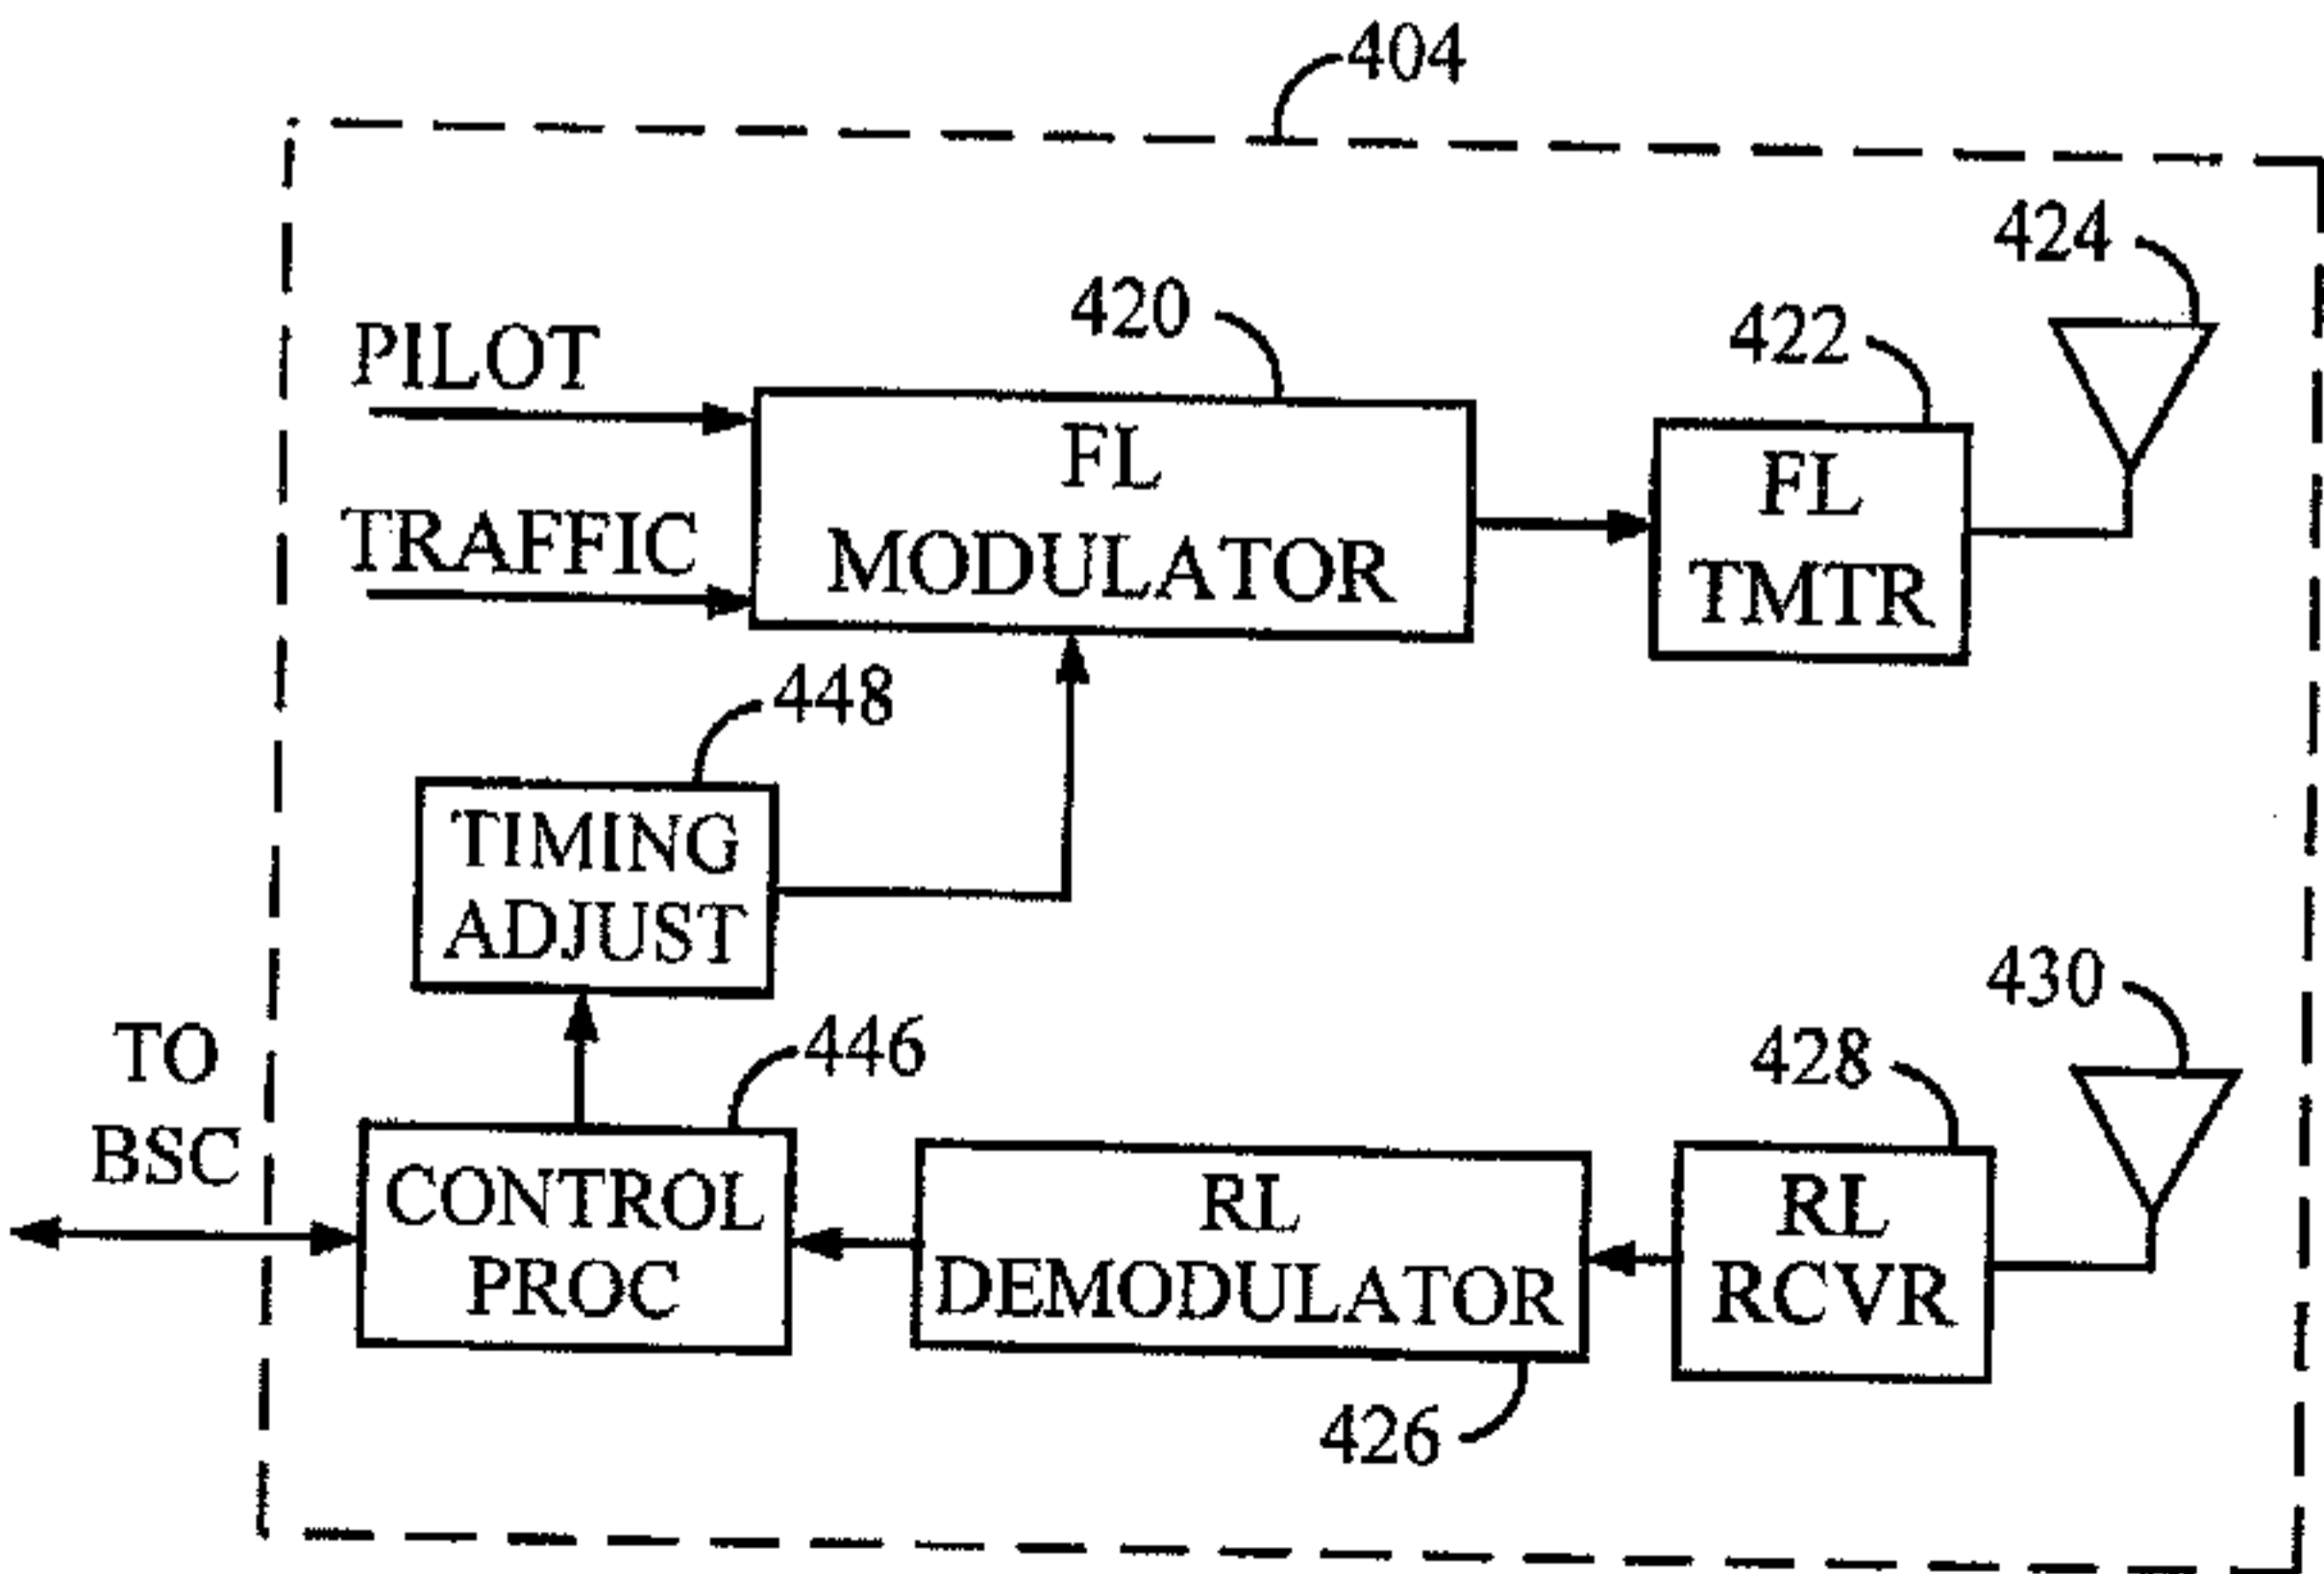 404
424
420
422
PILOT
FL
MODULATOR
FL
TMTR
TRAFFIC
448
TIMING
ADJUST
430
TO
BSC
446
428
CONTROL
PROC
RL
DEMODULATOR
RL
RCVR
426